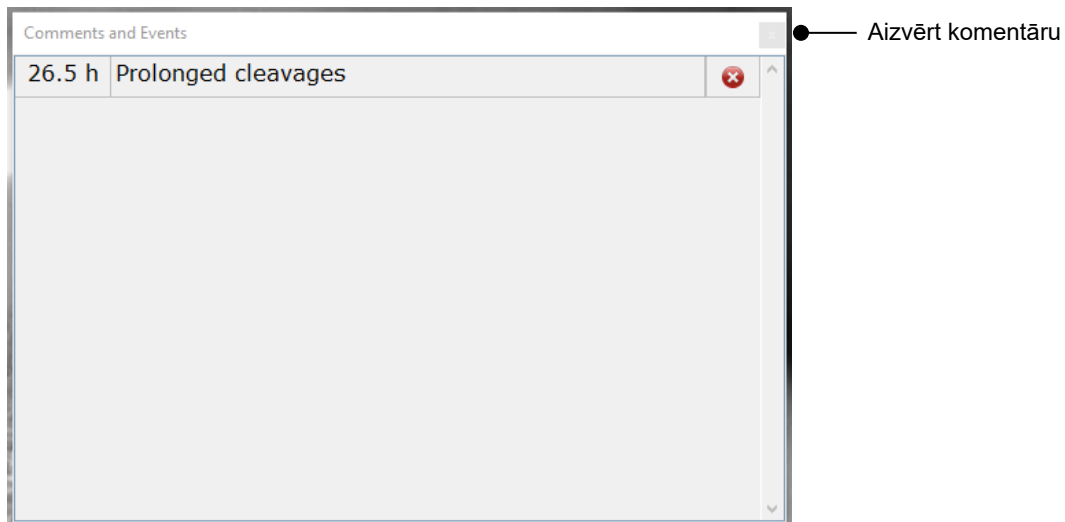 Comments and Events
Aizvērt komentāru
26.5 h Prolonged cleavages